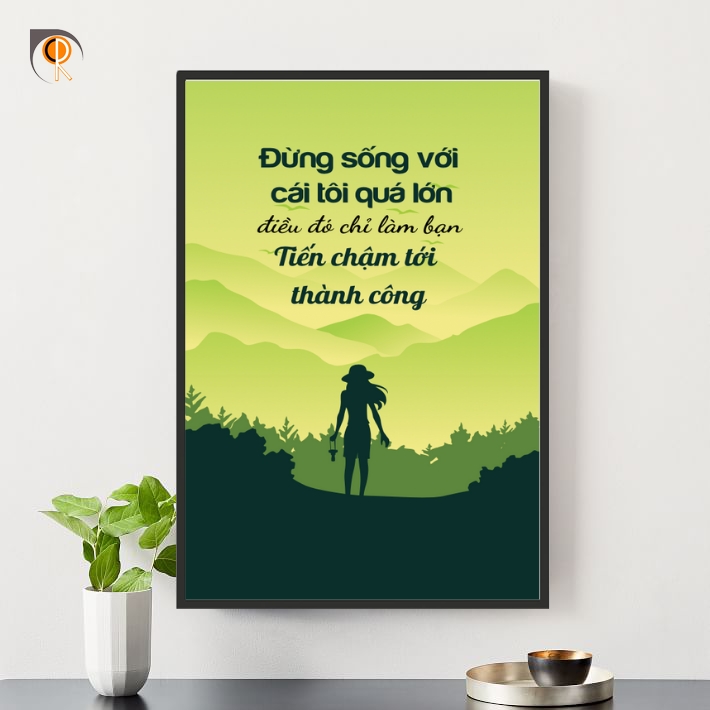 Đừng sống với
cái tôi quá lớn
điều đó chỉ làm bạn
Tiến chậm tới
thành công